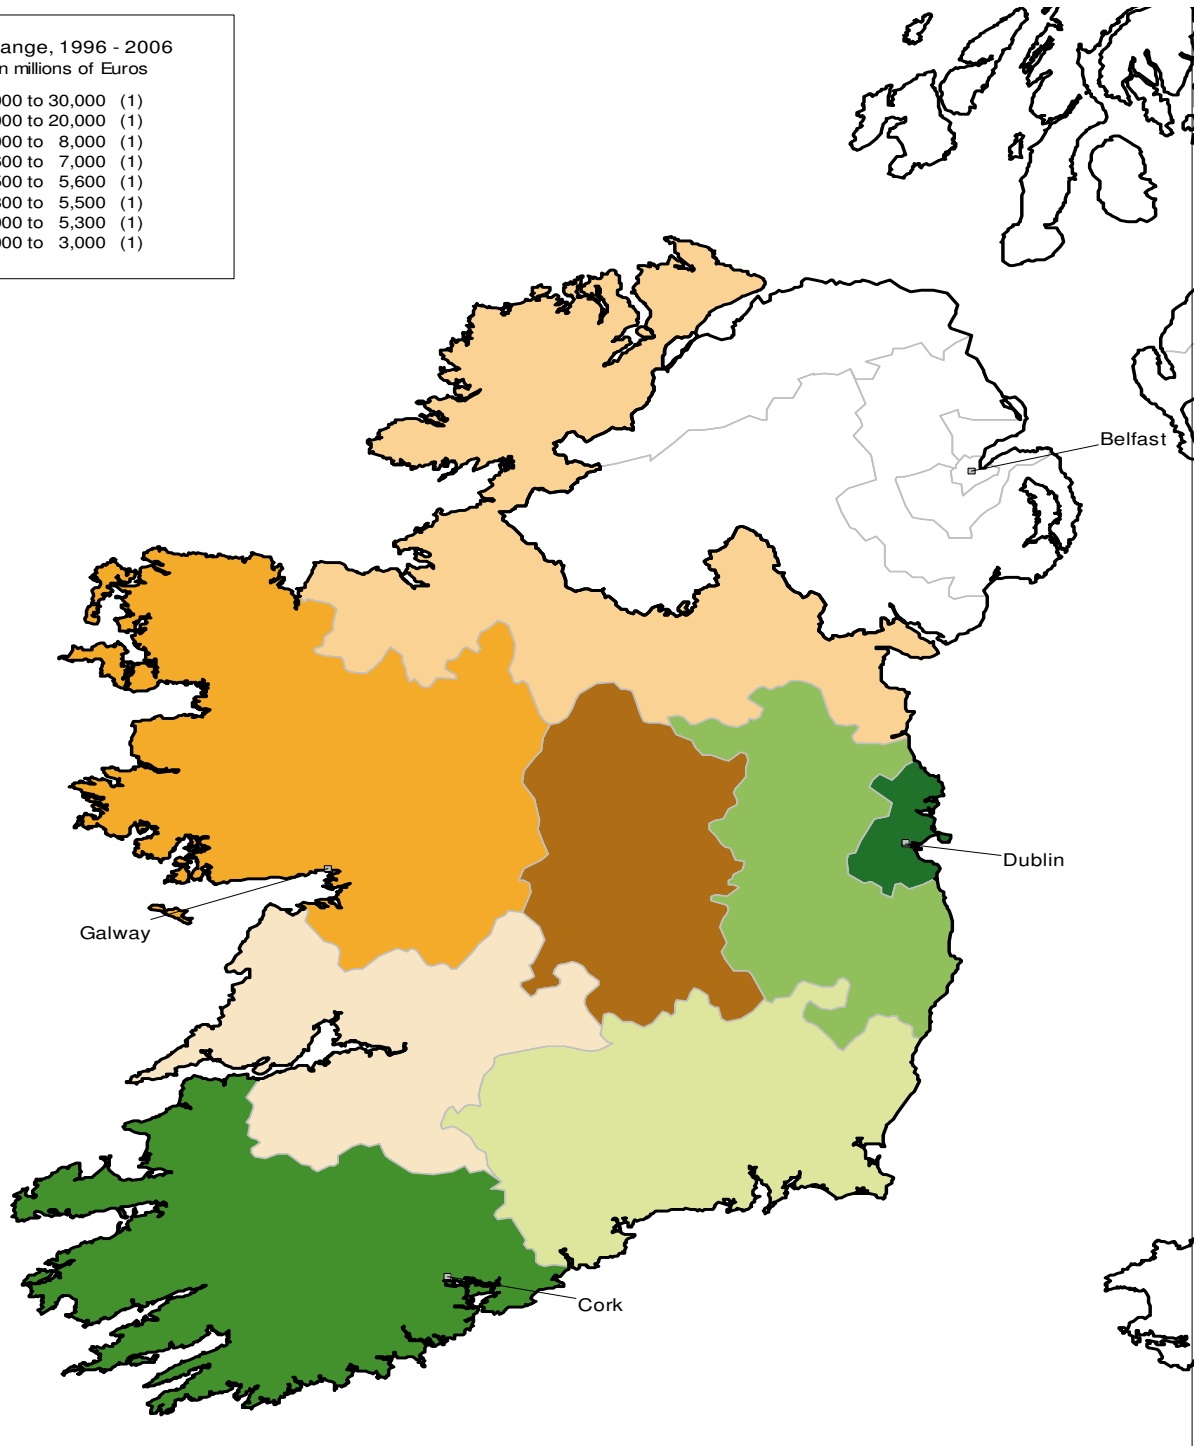 ange, 1996 - 2006
n millions of Euros
000 to 30,000 (1)
000 to 20,000 (1)
000 to 8,000 (1)
600 to 7,000 (1)
500 to 5,600 (1)
300 to 5,500 (1)
000 to 5,300 (1)
000 to 3,000 (1)
Belfast
Dublin
Galway
Cork